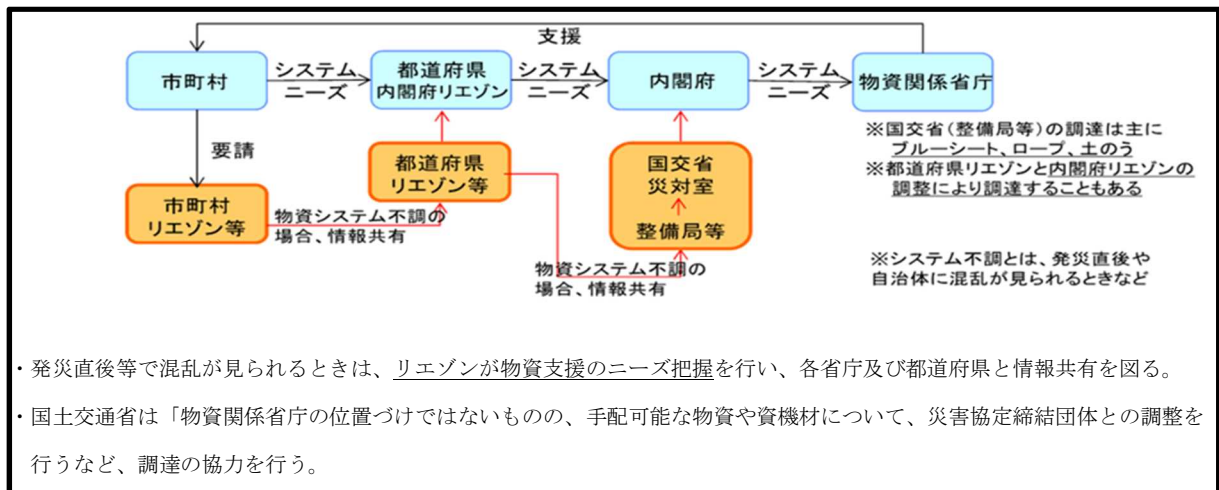 支援
市町村
システム
ニーズ
都道府県
内閣府リエゾン
システム
ニーズ
内閣府
システム
ニーズ
物資関係省庁
要請
都道府県
リエゾン等
国交省
災対室
整備局等
※国交省(整備局等)の調達は主に
ブルーシート、ロープ、土のう
※都道府県リエゾンと内閣府リエゾンの
調整により調達することもある
市町村
リエゾン等
物資システム不調の
場合、情報共有
物資システム不調の
場合、情報共有
※システム不調とは、発災直後や
自治体に混乱が見られるときなど
・発災直後等で混乱が見られるときは、リエゾンが物資支援のニーズ把握を行い、各省庁及び都道府県と情報共有を図る。
・国土交通省は「物資関係省庁の位置づけではないものの、手配可能な物資や資機材について、災害協定締結団体との調整を
行うなど、調達の協力を行う。